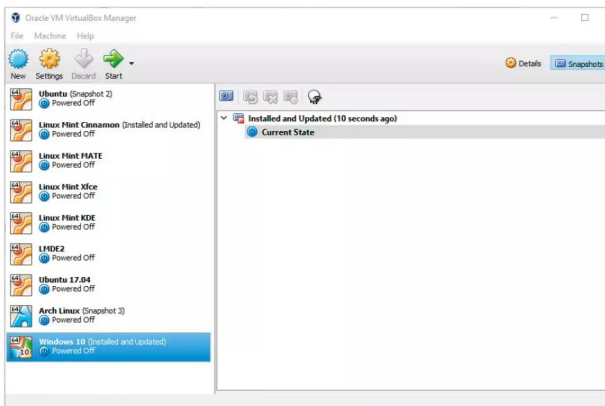 Oracle VM VirtualBox Manager
File Machine Help
New Settings Discard Start
Details Snapshots
Ubuntu (Snapshot 2)
Powered Off
Linux Mint Cinnamon (Installed and Updated)
Powered Off
Linux Mint MATE
Powered Off
Linux Mint Xfce
Powered Off
Linux Mint KDE
Powered Off
LMDE2
Powered Off
Ubuntu 17.04
Powered Off
Arch Linux (Snapshot 3)
Powered Off
Windows 10 (Installed and Updated)
Powered Off
Installed and Updated (10 seconds ago)
Current State